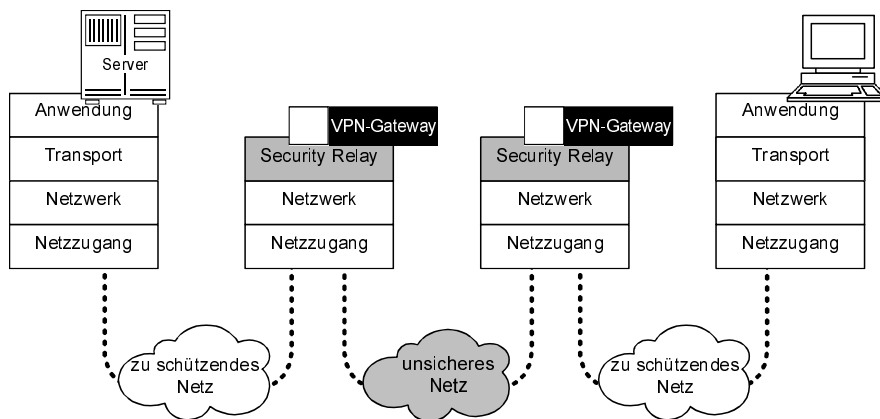 Server
Anwendung
Transport
Netzwerk
Netzzugang
VPN-Gateway
Security Relay
Netzwerk
Netzzugang
VPN-Gateway
Security Relay
Netzwerk
Netzzugang
Anwendung
Transport
Netzwerk
Netzzugang
zu schützendes
Netz
unsicheres
Netz
zu schützendes
Netz